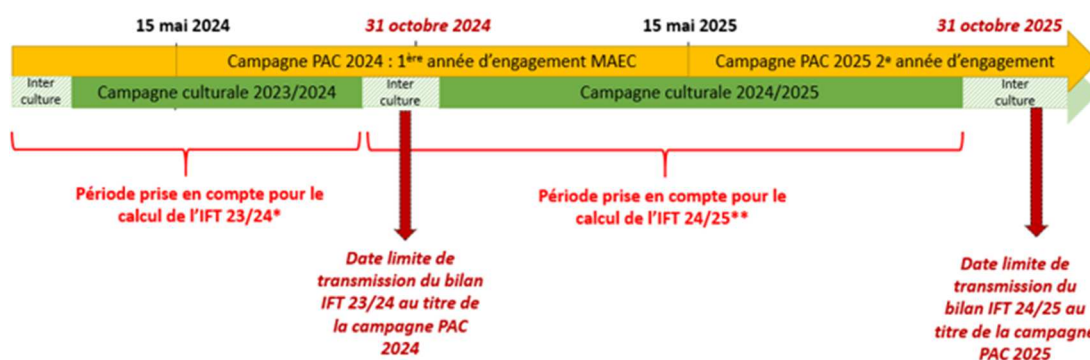 15 mai 2024
31 octobre 2024
15 mai 2025
31 octobre 2025
Campagne PAC 2024 : 1ère année d'engagement MAEC
Campagne PAC 2025 2e année d'engagement
Inter
culture
Campagne culturale 2023/2024
Inter
culture
Campagne culturale 2024/2025
Inter
culture
Période prise en compte pour le
calcul de l'IFT 23/24*
Période prise en compte pour le
calcul de l'IFT 24/25**
Date limite de
transmission du bilan
IFT 23/24 au titre de
la campagne PAC
2024
Date limite de
transmission du
bilan IFT 24/25 au
titre de la campagne
PAC 2025